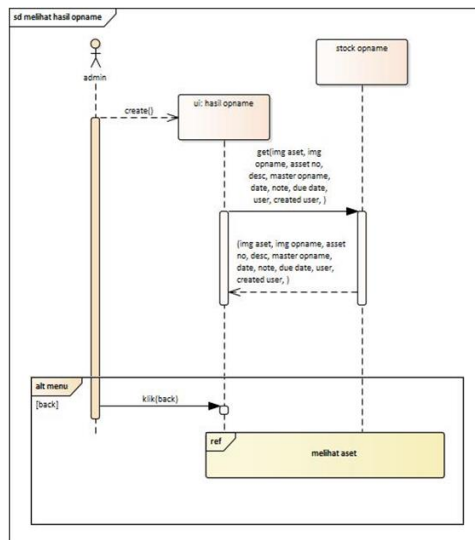 sd melihat hasil opname
stock opname
admin
ui: hasil opname
create()
get(img aset, img
opname, asset no,
desc, master opname,
date, note, due date,
user, created user, )
(img aset, img opname, asset
no, desc, master opname,
date, note, due date, user,
created user, )
alt menu
[back]
klik(back)
ref
melihat aset